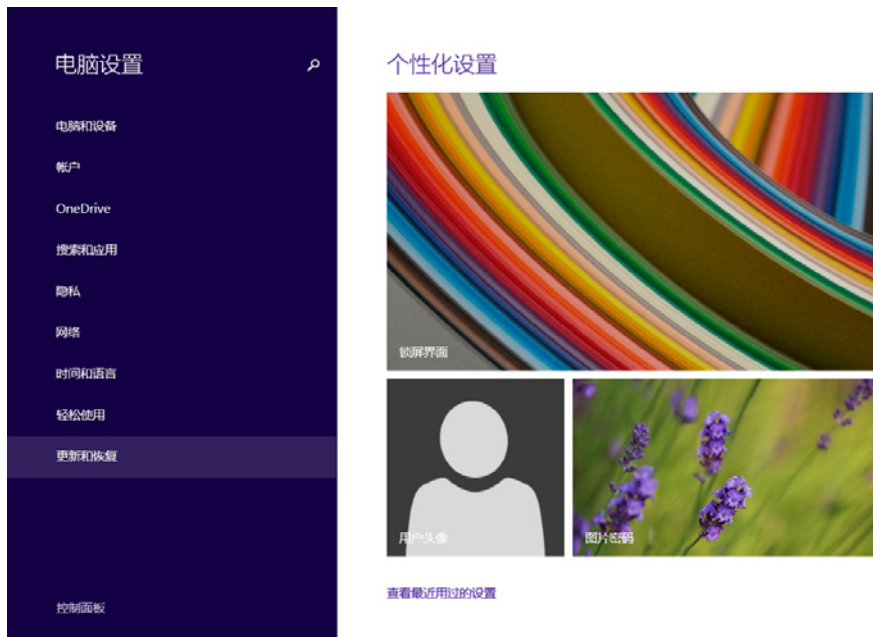 电脑设置
电脑和设备
帐户
OneDrive
搜索和应用
隐私
网络
时间和语言
轻松使用
更新和恢复
控制面板
个性化设置
锁屏界面
用户头像
图片密码
查看最近用过的设置